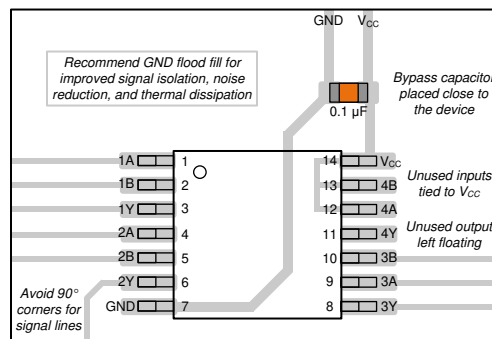 GND VCC
Recommend GND flood fill for
improved signal isolation, noise
reduction, and thermal dissipation
Bypass capacitor
placed close to
the device
0.1 µF
1A 1 14 VCC
1B 2 13 4B
1Y 3 12 4A
2A 4 11 4Y
2B 5 10 3B
2Y 6 9 3A
GND 7 8 3Y
Unused inputs
tied to VCC
Unused output
left floating
Avoid 90°
corners for
signal lines